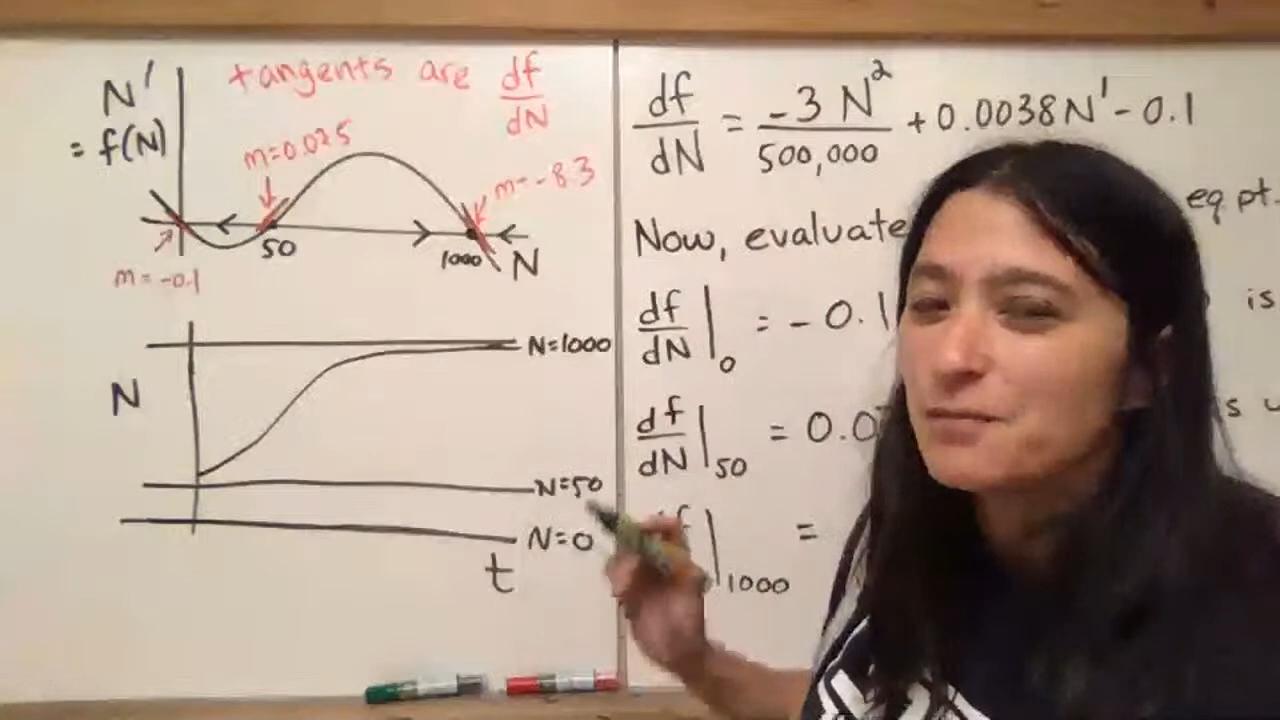 N'
= f(N)
tangents are df/dN
m=0.025
m=-8.3
50
1000
N
m=-0.1
N
N=1000
N=50
N=0
t
df/dN = -3N²/500,000 + 0.0038N' - 0.1
Now, evaluate eq pt.
df/dN |₀ = -0.1 is
df/dN |₅₀ = 0.0
|₁₀₀₀ =